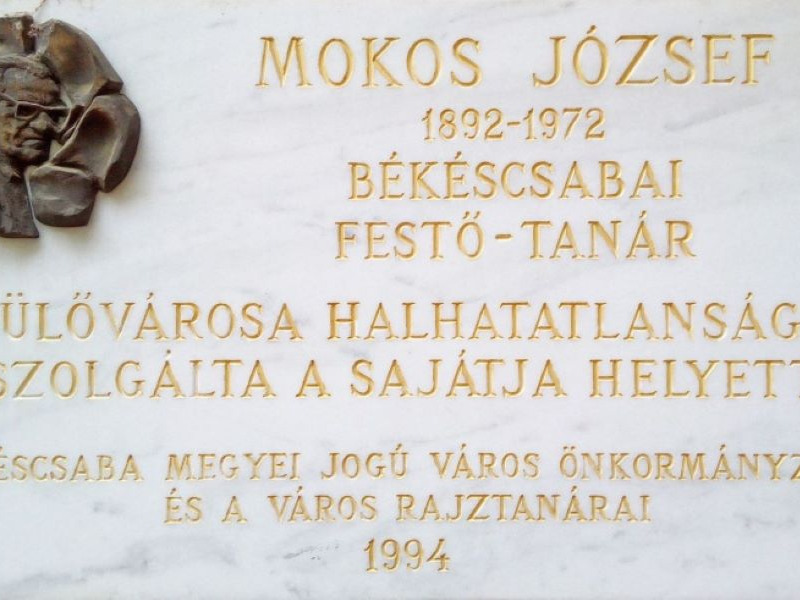 MOKOS JÓZSEF
1892-1972
BÉKÉSCSABAI
FESTŐ-TANÁR
ÜLŐVÁROSA HALHATATLANSÁG
SZOLGÁLTA A SAJÁTJA HELYETT
ÉSCSABA MEGYEI JOGÚ VÁROS ÖNKORMÁNYZ
ÉS A VÁROS RAJZTANÁRAI
1994